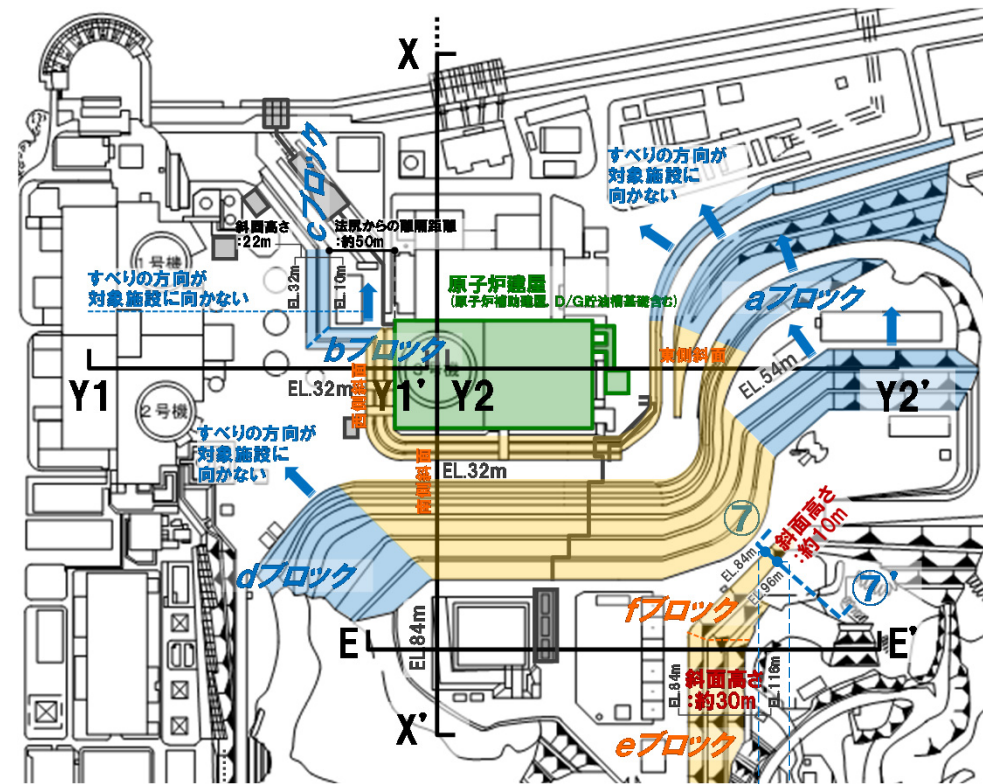 X
すべりの方向が
対象施設に
向かない
cブロック
斜面高さ
:22m
法尻からの離隔距離
:約50m
1号機
EL.32m
EL.10m
すべりの方向が
対象施設に向かない
原子炉建屋
(原子炉補助建屋、D/G貯油槽基礎含む)
aブロック
bブロック
東側斜面
3号機
EL.32m
EL.54m
Y1
Y1'
Y2
Y2'
西側斜面
2号機
すべりの方向が
対象施設に
向かない
EL.32m
南側斜面
⑦
斜面高さ
:約10m
EL.84m
EL.96m
⑦'
dブロック
fブロック
EL.84m
E
E'
斜面高さ
:約30m
EL.84m
EL.116m
X'
eブロック